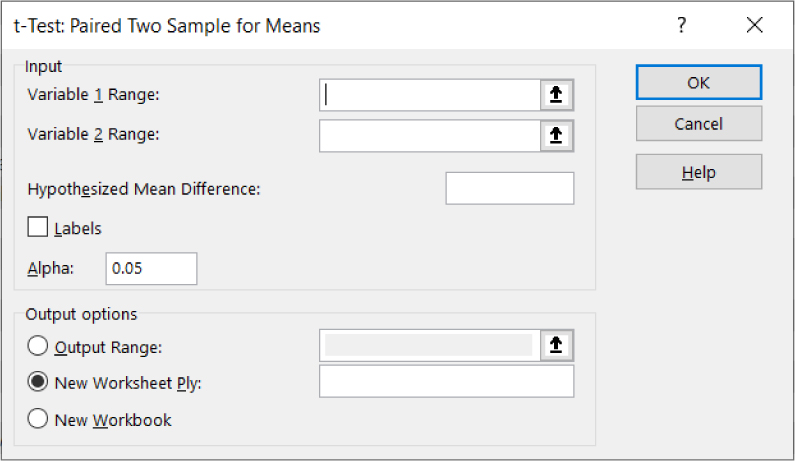 t-Test: Paired Two Sample for Means ?
Input
Variable 1 Range:
Variable 2 Range:
Hypothesized Mean Difference:
Labels
Alpha: 0.05
Output options
Output Range:
New Worksheet Ply:
New Workbook
OK
Cancel
Help